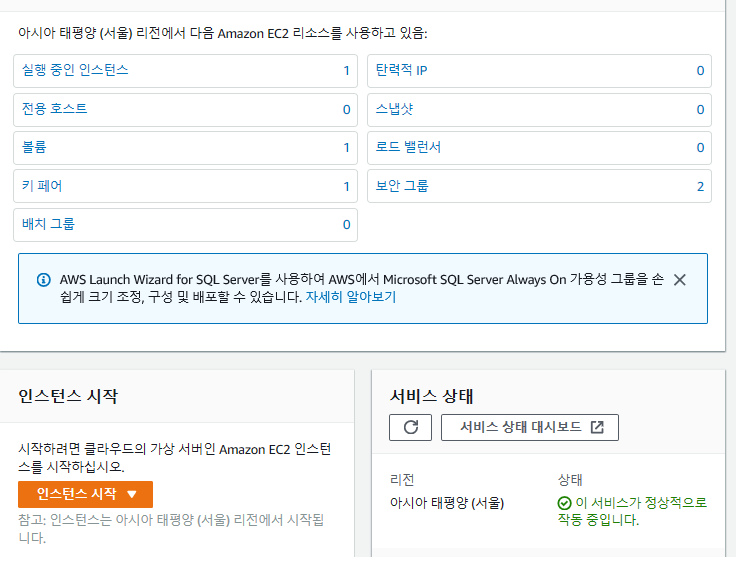 아시아 태평양 (서울) 리전에서 다음 Amazon EC2 리소스를 사용하고 있음:
실행 중인 인스턴스 1
탄력적 IP 0
전용 호스트 0
스냅샷 0
볼륨 1
로드 밸런서 0
키 페어 1
보안 그룹 2
배치 그룹 0
AWS Launch Wizard for SQL Server를 사용하여 AWS에서 Microsoft SQL Server Always On 가용성 그룹을 손
쉽게 크기 조정, 구성 및 배포할 수 있습니다. 자세히 알아보기
인스턴스 시작
시작하려면 클라우드의 가상 서버인 Amazon EC2 인스턴
스를 시작하십시오.
인스턴스 시작
참고: 인스턴스는 아시아 태평양 (서울) 리전에서 시작됩
니다.
서비스 상태
서비스 상태 대시보드
리전
상태
아시아 태평양 (서울)
이 서비스가 정상적으로
작동 중입니다.